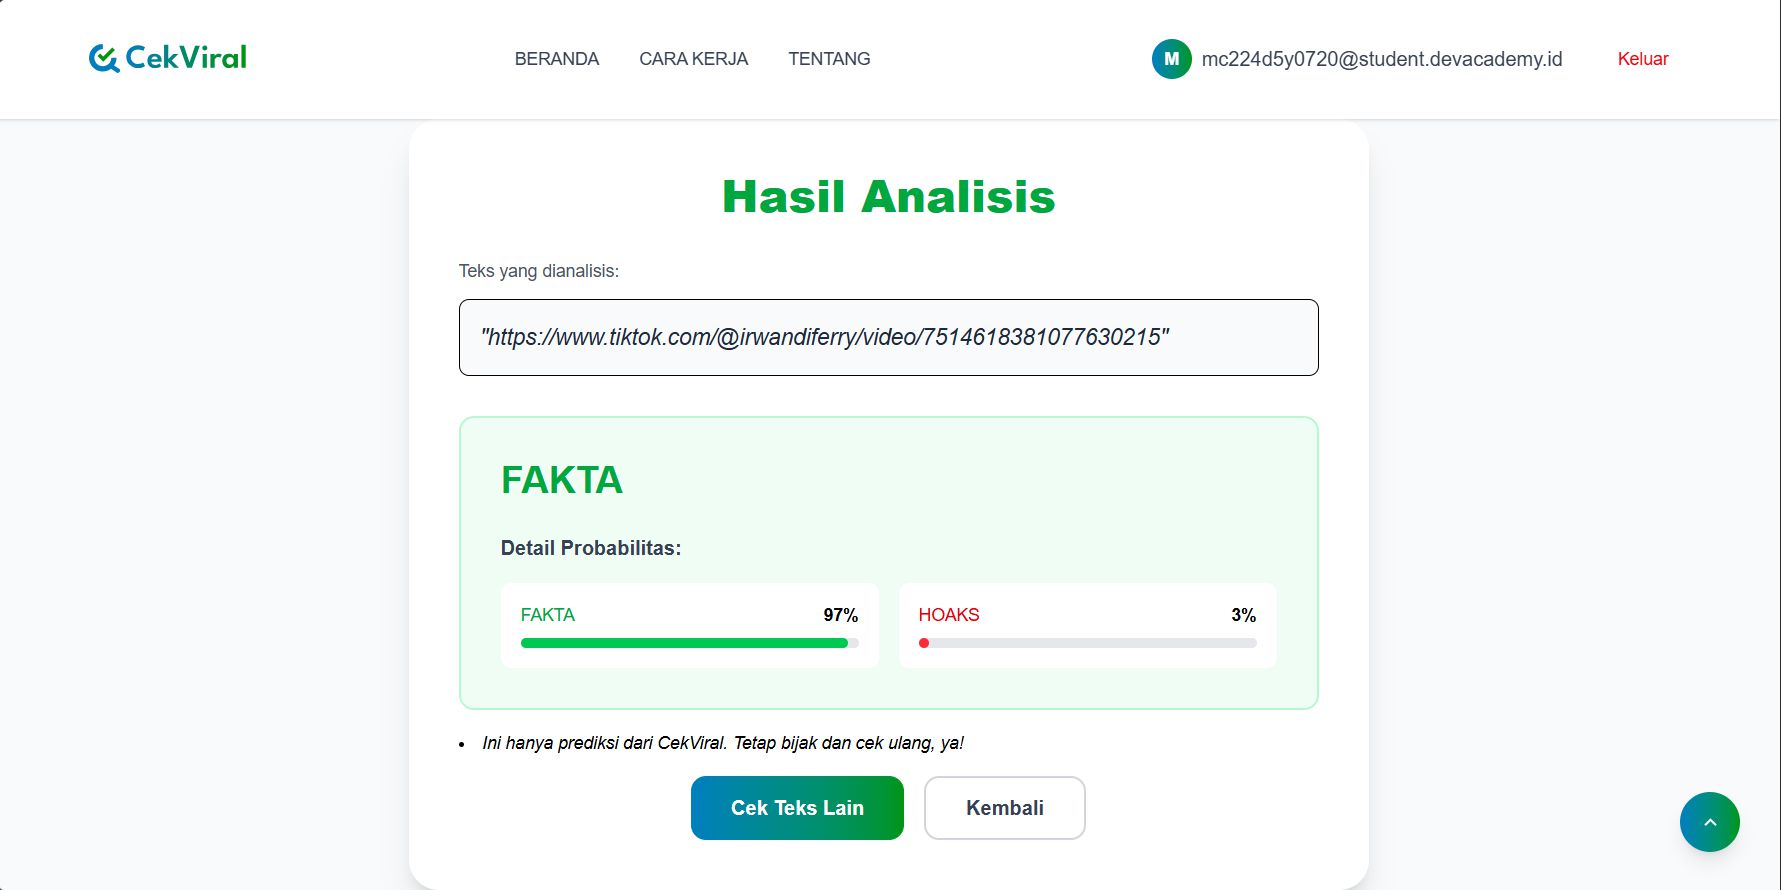 CekViral
BERANDA
CARA KERJA
TENTANG
M
mc224d5y0720@student.devacademy.id
Keluar
Hasil Analisis
Teks yang dianalisis:
"https://www.tiktok.com/@irwandiferry/video/7514618381077630215"
FAKTA
Detail Probabilitas:
FAKTA 97%
HOAKS 3%
• Ini hanya prediksi dari CekViral. Tetap bijak dan cek ulang, ya!
Cek Teks Lain
Kembali